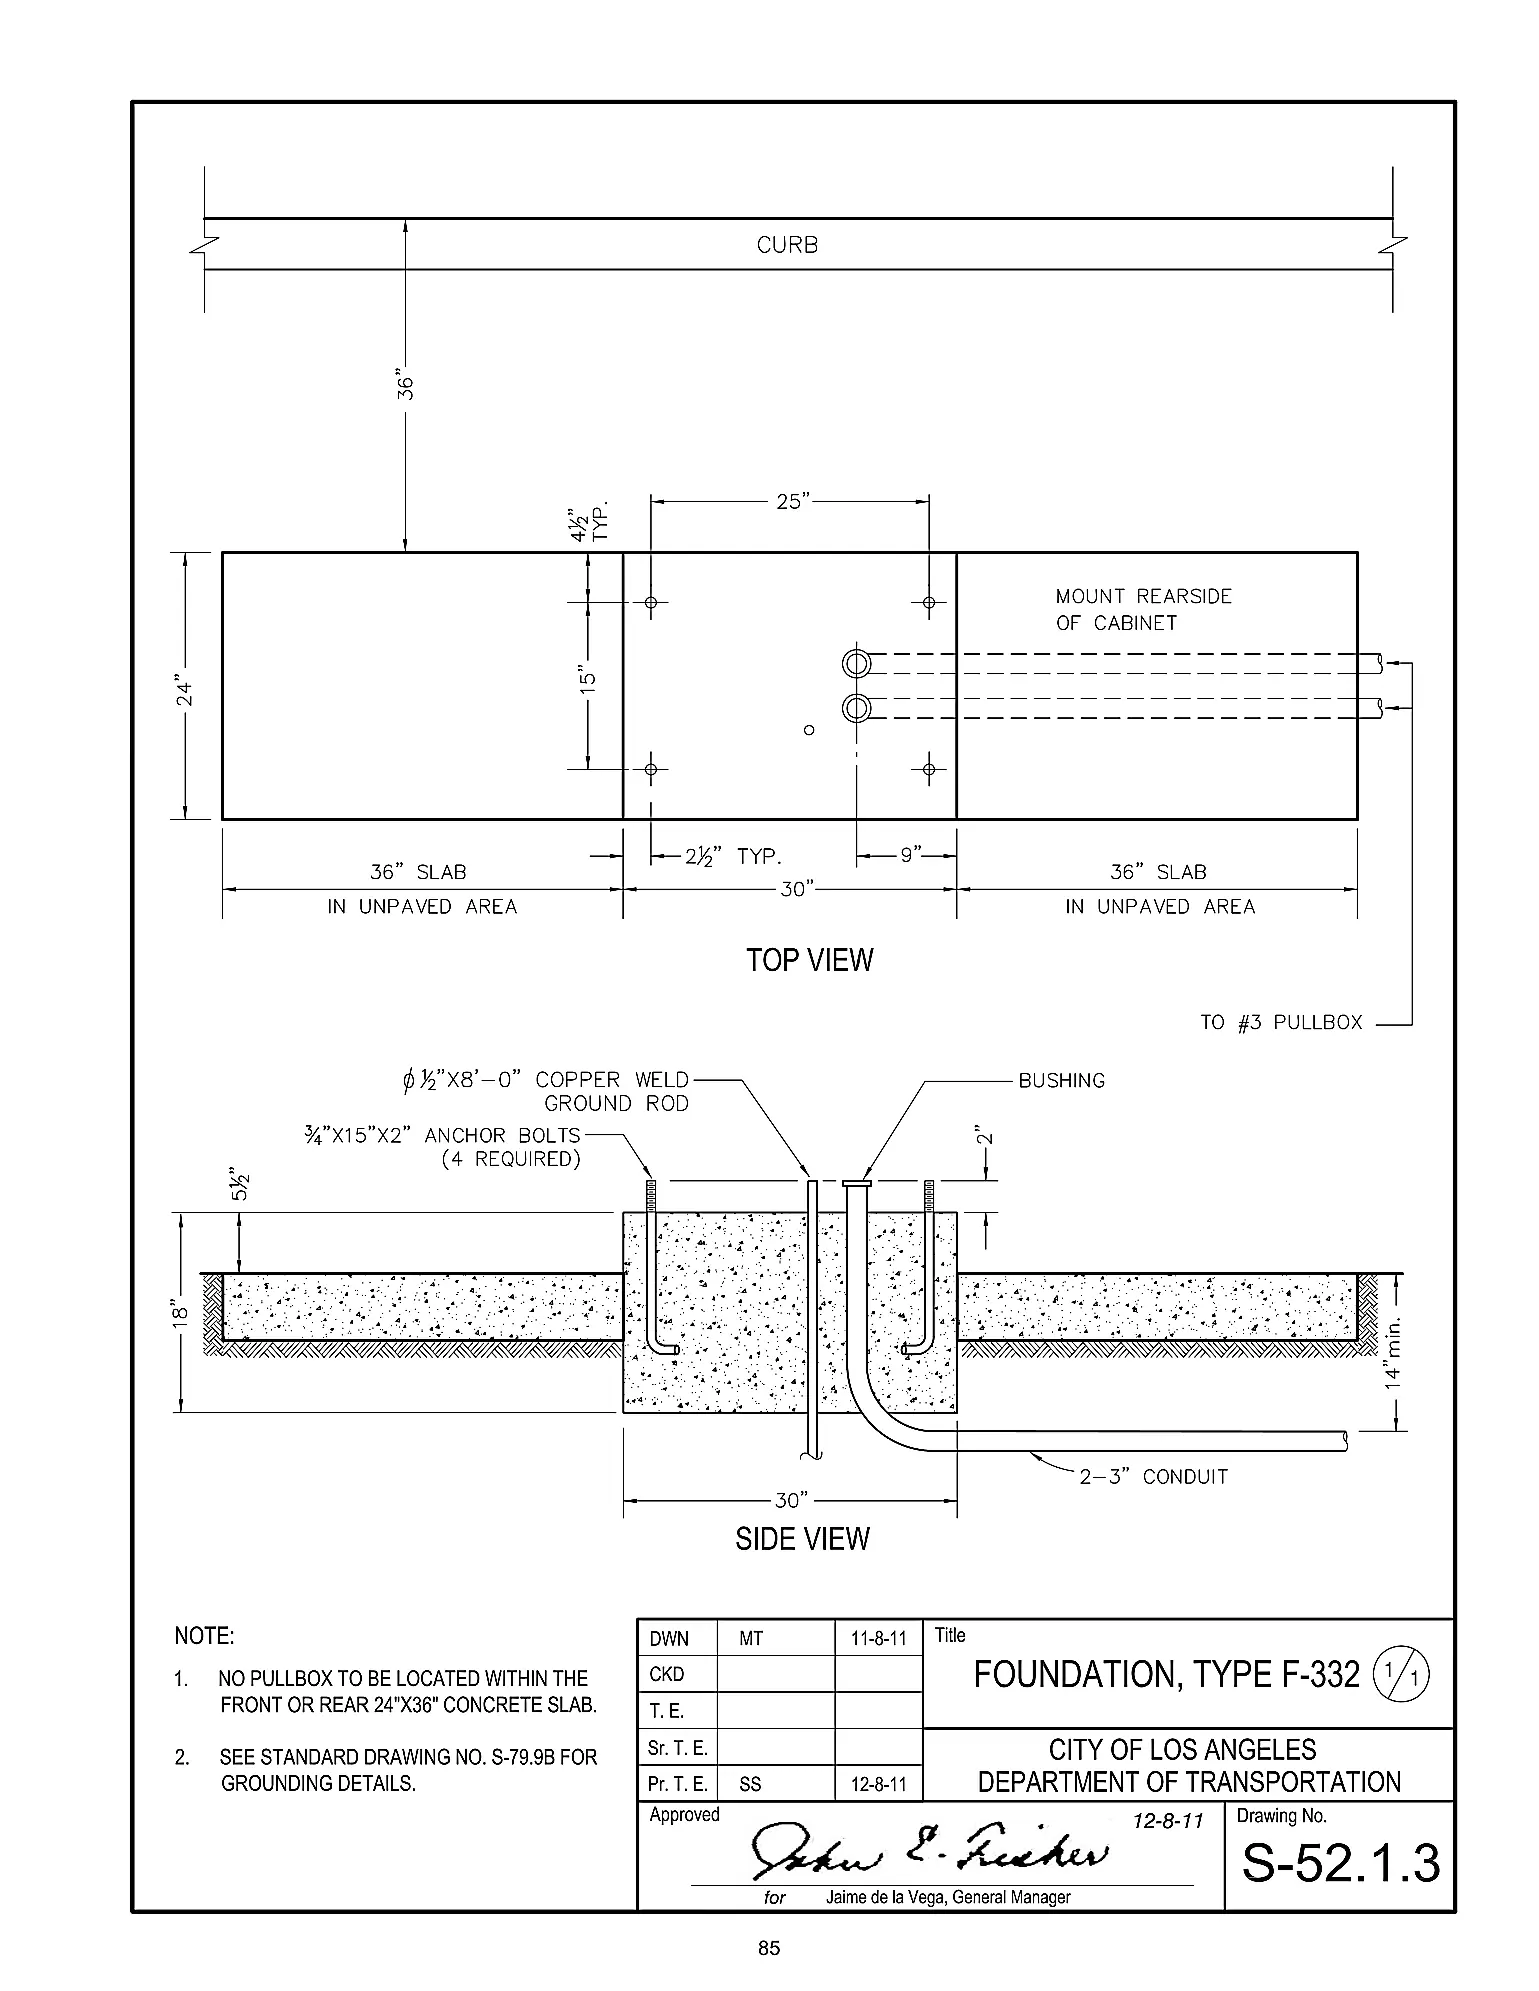 CURB
36”
25”
4½”
TYP.
MOUNT REARSIDE
OF CABINET
24”
15”
2½” TYP.
9”
36” SLAB
IN UNPAVED AREA
30”
36” SLAB
IN UNPAVED AREA
TOP VIEW
TO #3 PULLBOX
ϕ ½”X8’–0” COPPER WELD
GROUND ROD
BUSHING
¾”X15”X2” ANCHOR BOLTS
(4 REQUIRED)
2”
5½”
18”
14”min.
2–3” CONDUIT
30”
SIDE VIEW
NOTE:
1. NO PULLBOX TO BE LOCATED WITHIN THE
FRONT OR REAR 24"X36" CONCRETE SLAB.
2. SEE STANDARD DRAWING NO. S-79.9B FOR
GROUNDING DETAILS.
DWN MT 11-8-11
CKD
T. E.
Sr. T. E.
Pr. T. E. SS 12-8-11
Title
FOUNDATION, TYPE F-332 1/1
CITY OF LOS ANGELES
DEPARTMENT OF TRANSPORTATION
Approved
John E. Fisher 12-8-11
for Jaime de la Vega, General Manager
Drawing No.
S-52.1.3
85